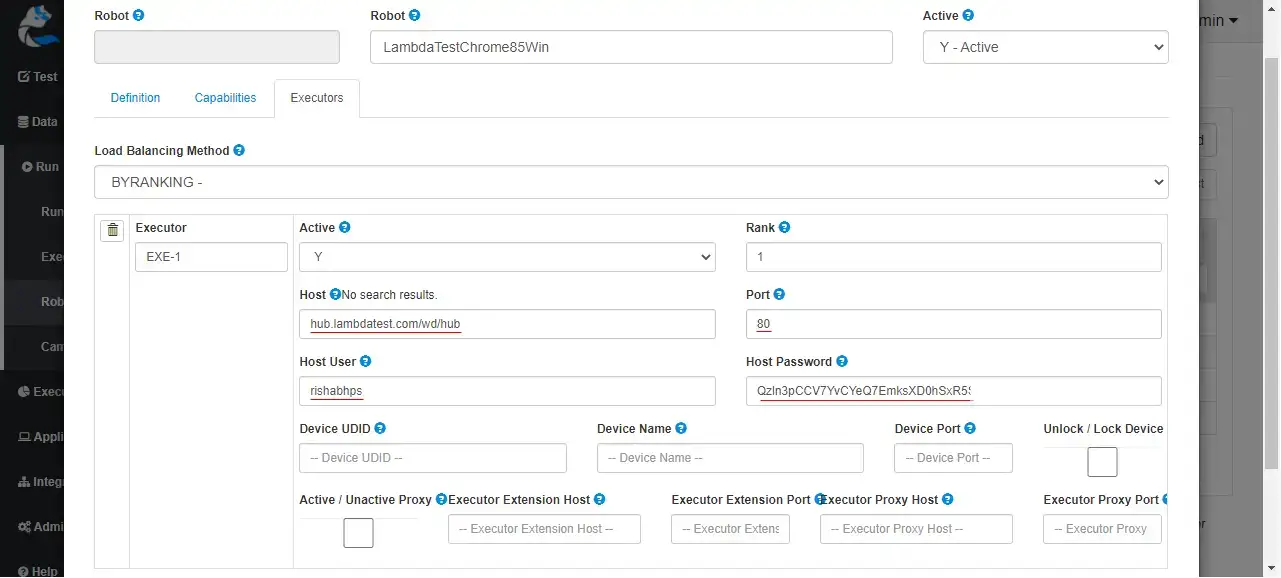 Robot Robot Active
LambdaTestChrome85Win Y - Active
Test
Definition Capabilities Executors
Data
Load Balancing Method
Run
BYRANKING -
Run
Executor Active Rank
EXE-1 Y 1
Exe
Host No search results. Port
Rob
hub.lambdatest.com/wd/hub 80
Cam
Host User Host Password
Exec
rishabhps
Device UDID Device Name Device Port Unlock / Lock Device
Appli
-- Device UDID -- -- Device Name -- -- Device Port --
Integ
Active / Unactive Proxy Executor Extension Host Executor Extension Port Executor Proxy Host Executor Proxy Port
Admi
-- Executor Extension Host -- -- Executor Extens -- Executor Proxy Host -- -- Executor Proxy
Help
min